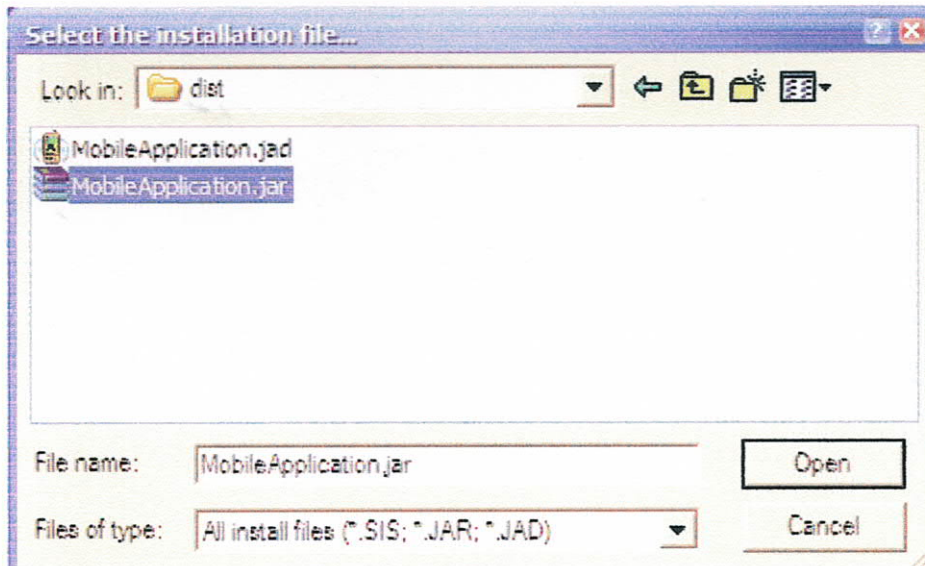 Select the installation file...
Look in: dist
MobileApplication.jad
MobileApplication.jar
File name: MobileApplication.jar Open
Files of type: All install files (*.SIS; *.JAR; *.JAD) Cancel